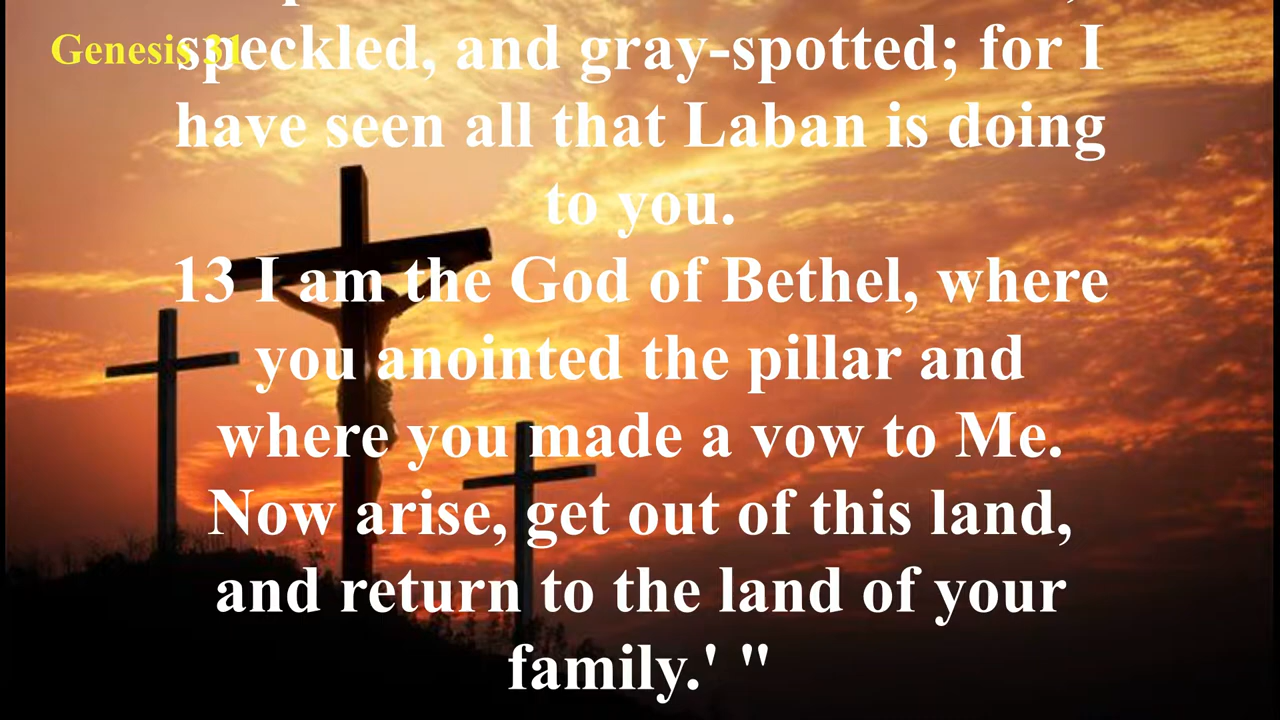 Genesis 31
speckled, and gray-spotted; for I
have seen all that Laban is doing
to you.
13 I am the God of Bethel, where
you anointed the pillar and
where you made a vow to Me.
Now arise, get out of this land,
and return to the land of your
family.' "